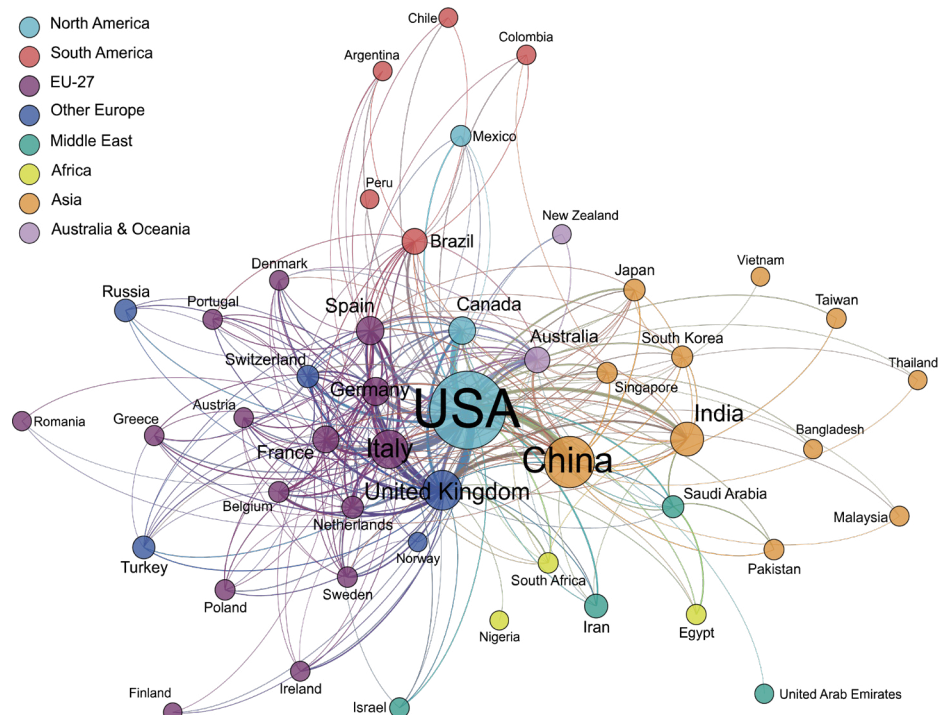 North America
South America
EU-27
Other Europe
Middle East
Africa
Asia
Australia & Oceania
Chile
Colombia
Argentina
Mexico
Peru
New Zealand
Brazil
Denmark
Japan
Vietnam
Russia
Portugal
Spain
Canada
Taiwan
Australia
South Korea
Switzerland
Thailand
Germany
Singapore
USA
Austria
Romania
Greece
India
Bangladesh
France
Italy
China
United Kingdom
Saudi Arabia
Belgium
Netherlands
Malaysia
Norway
Turkey
Pakistan
South Africa
Sweden
Poland
Iran
Nigeria
Egypt
Ireland
Finland
Israel
United Arab Emirates